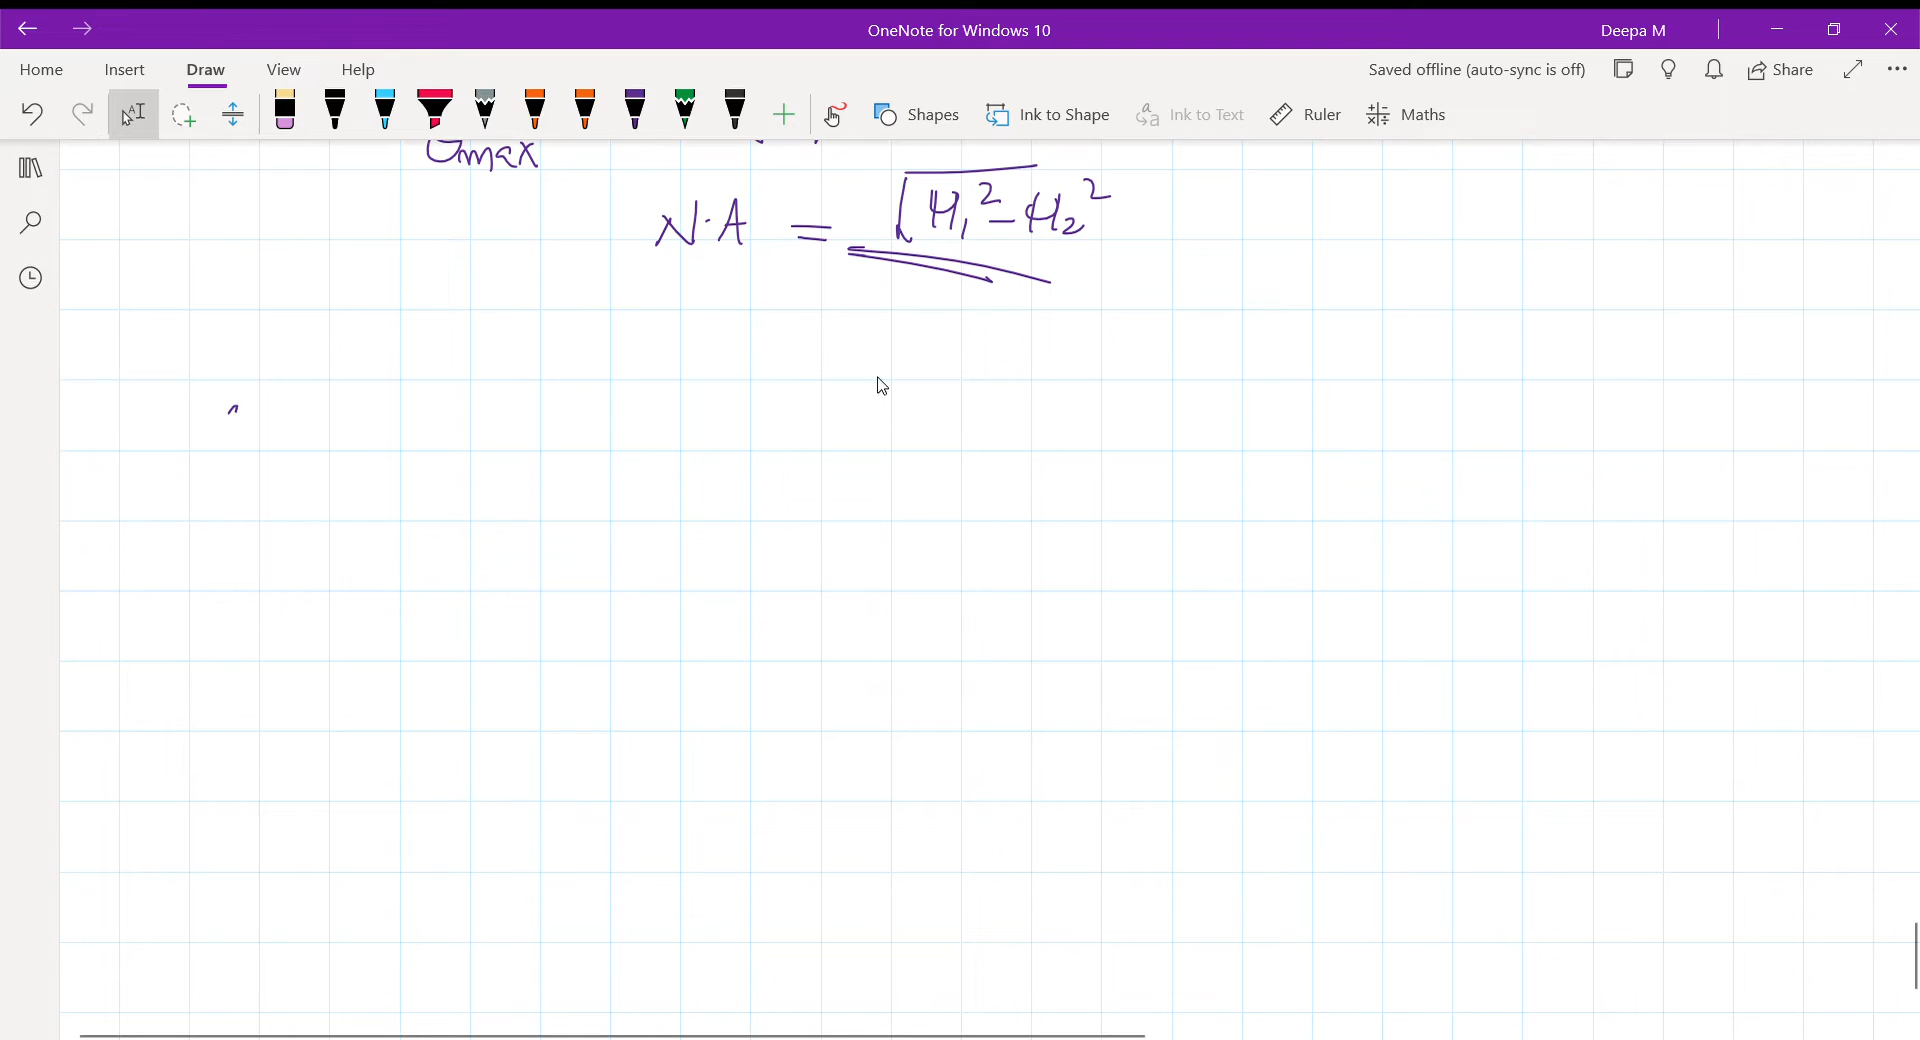 OneNote for Windows 10 Deepa M
Home Insert Draw View Help Saved offline (auto-sync is off) Share
Shapes Ink to Shape Ink to Text Ruler Maths
θmax
N.A = √μ₁² - μ₂²